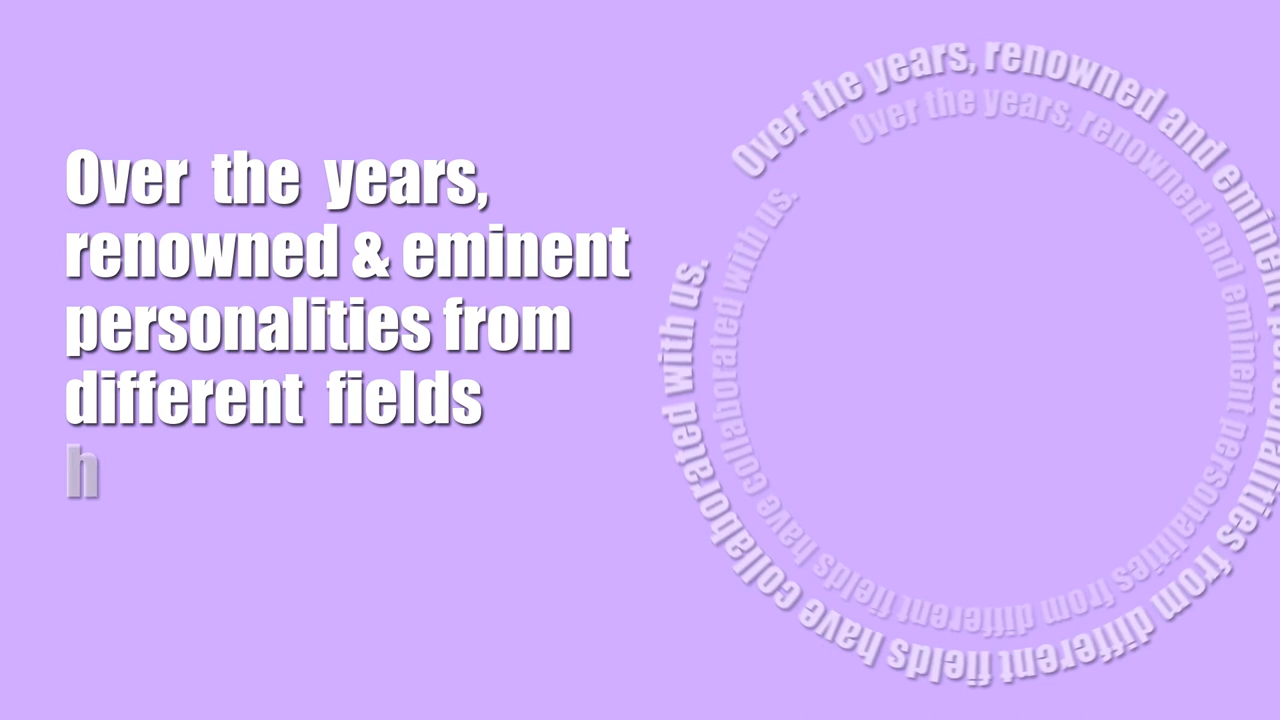 Over the years,
renowned & eminent
personalities from
different fields
h
Over the years, renowned and eminent personalities from different fields have collaborated with us.
Over the years, renowned and eminent personalities from different fields have collaborated with us.